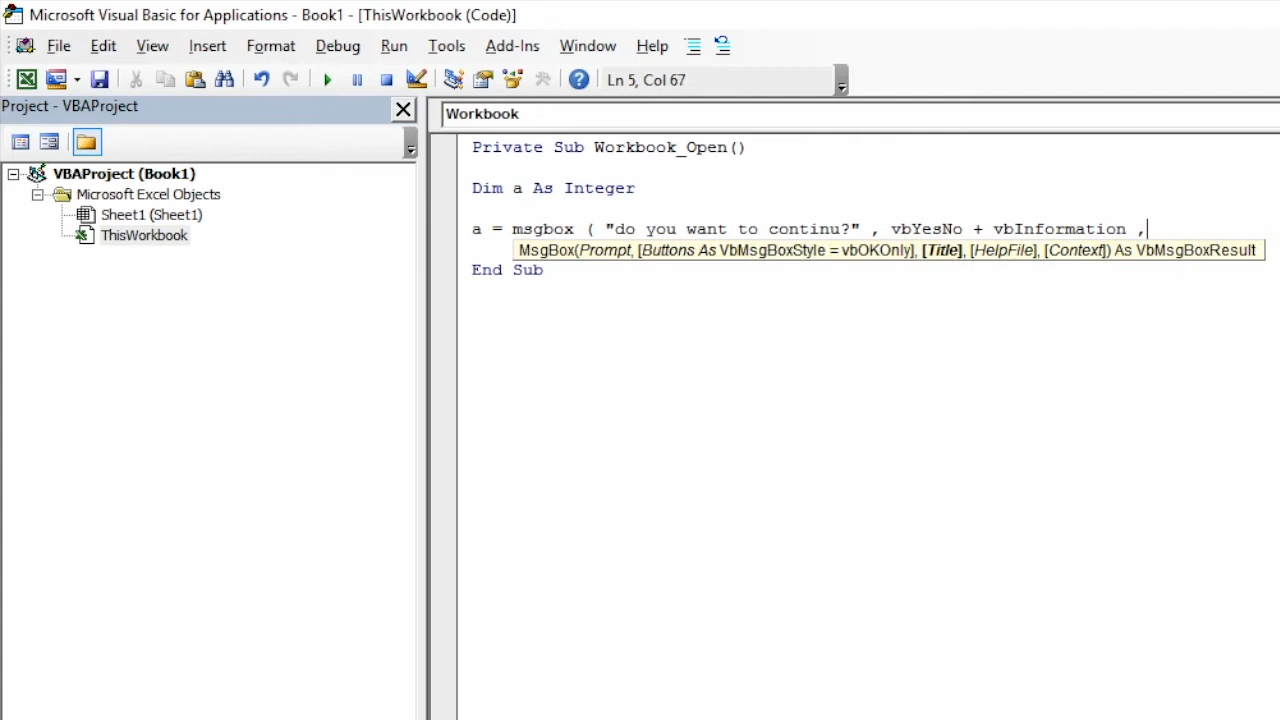 Microsoft Visual Basic for Applications - Book1 - [ThisWorkbook (Code)]
File Edit View Insert Format Debug Run Tools Add-Ins Window Help
Ln 5, Col 67
Project - VBAProject
Workbook
VBAProject (Book1)
Microsoft Excel Objects
Sheet1 (Sheet1)
ThisWorkbook
Private Sub Workbook_Open()
Dim a As Integer
a = msgbox ( "do you want to continu?" , vbYesNo + vbInformation ,
MsgBox(Prompt, [Buttons As VbMsgBoxStyle = vbOKOnly], [Title], [HelpFile], [Context]) As VbMsgBoxResult
End Sub